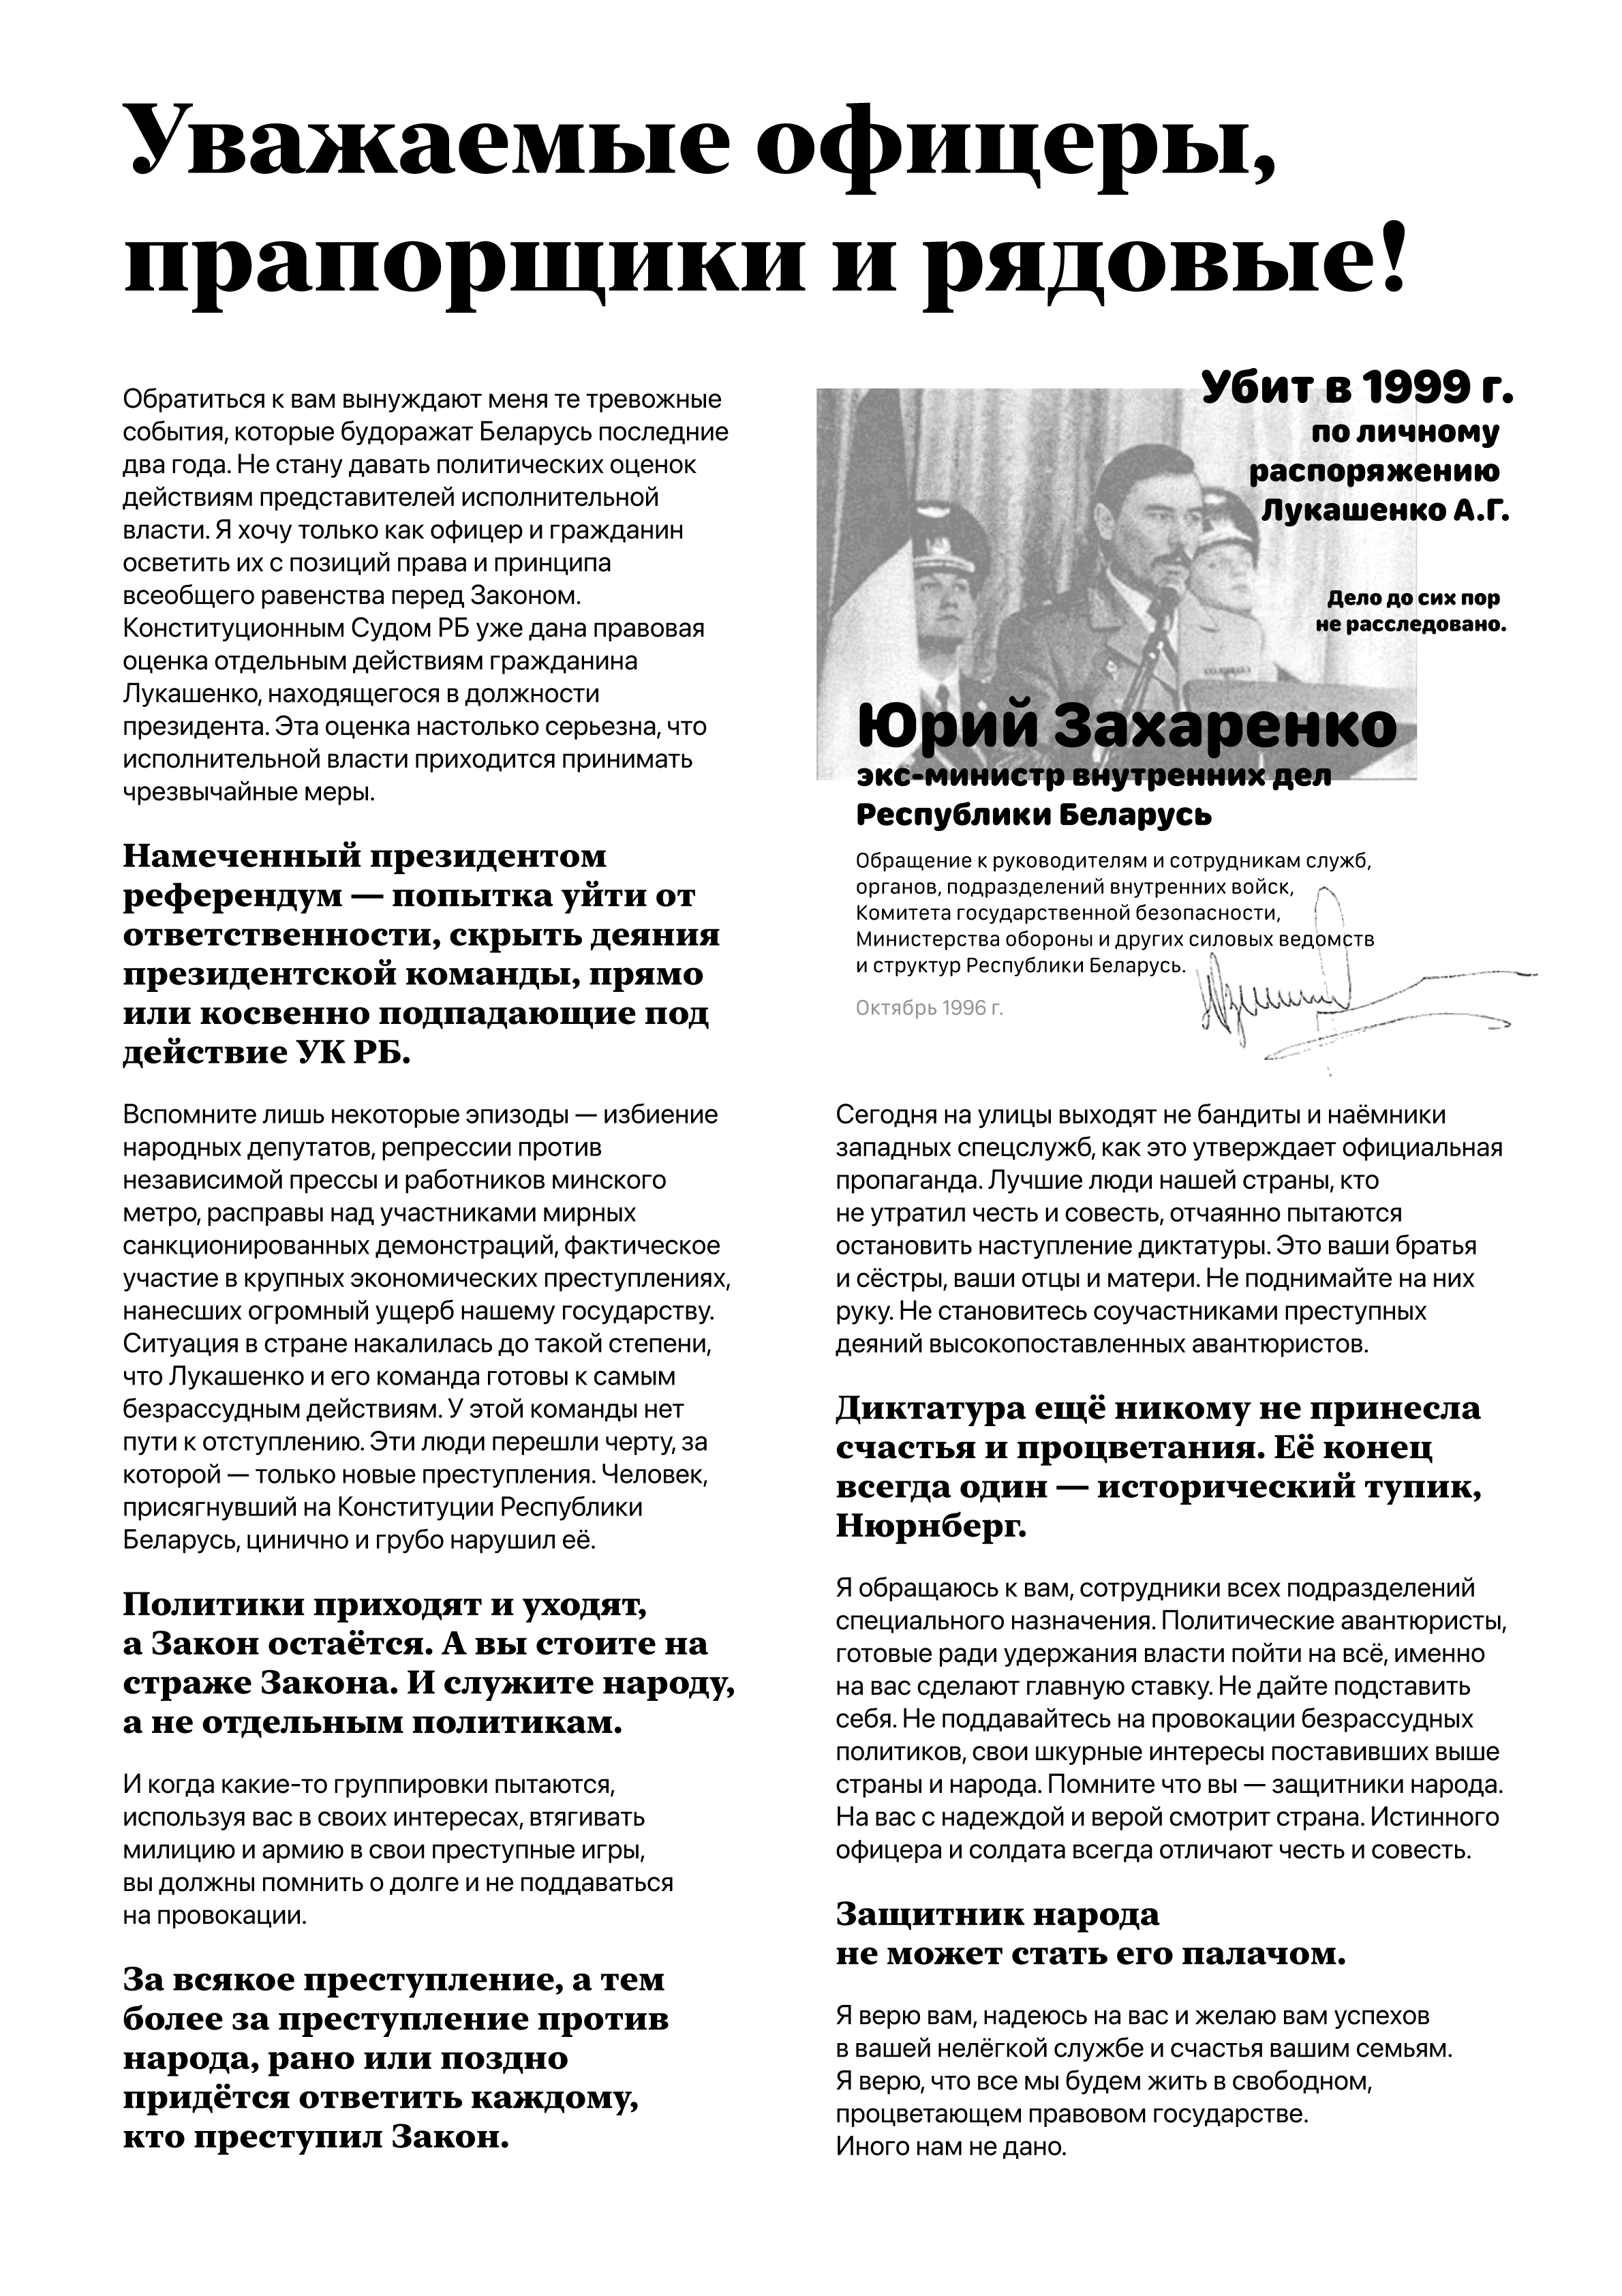 Уважаемые офицеры,
прапорщики и рядовые!
Обратиться к вам вынуждают меня те тревожные
события, которые будоражат Беларусь последние
два года. Не стану давать политических оценок
действиям представителей исполнительной
власти. Я хочу только как офицер и гражданин
осветить их с позиций права и принципа
всеобщего равенства перед Законом.
Конституционным Судом РБ уже дана правовая
оценка отдельным действиям гражданина
Лукашенко, находящегося в должности
президента. Эта оценка настолько серьезна, что
исполнительной власти приходится принимать
чрезвычайные меры.
Намеченный президентом
референдум — попытка уйти от
ответственности, скрыть деяния
президентской команды, прямо
или косвенно подпадающие под
действие УК РБ.
Вспомните лишь некоторые эпизоды — избиение
народных депутатов, репрессии против
независимой прессы и работников минского
метро, расправы над участниками мирных
санкционированных демонстраций, фактическое
участие в крупных экономических преступлениях,
нанесших огромный ущерб нашему государству.
Ситуация в стране накалилась до такой степени,
что Лукашенко и его команда готовы к самым
безрассудным действиям. У этой команды нет
пути к отступлению. Эти люди перешли черту, за
которой — только новые преступления. Человек,
присягнувший на Конституции Республики
Беларусь, цинично и грубо нарушил её.
Политики приходят и уходят,
а Закон остаётся. А вы стоите на
страже Закона. И служите народу,
а не отдельным политикам.
И когда какие-то группировки пытаются,
используя вас в своих интересах, втягивать
милицию и армию в свои преступные игры,
вы должны помнить о долге и не поддаваться
на провокации.
За всякое преступление, а тем
более за преступление против
народа, рано или поздно
придётся ответить каждому,
кто преступил Закон.
Убит в 1999 г.
по личному
распоряжению
Лукашенко А.Г.
Дело до сих пор
не расследовано.
Юрий Захаренко
экс-министр внутренних дел
Республики Беларусь
Обращение к руководителям и сотрудникам служб,
органов, подразделений внутренних войск,
Комитета государственной безопасности,
Министерства обороны и других силовых ведомств
и структур Республики Беларусь.
Октябрь 1996 г.
Сегодня на улицы выходят не бандиты и наёмники
западных спецслужб, как это утверждает официальная
пропаганда. Лучшие люди нашей страны, кто
не утратил честь и совесть, отчаянно пытаются
остановить наступление диктатуры. Это ваши братья
и сёстры, ваши отцы и матери. Не поднимайте на них
руку. Не становитесь соучастниками преступных
деяний высокопоставленных авантюристов.
Диктатура ещё никому не принесла
счастья и процветания. Её конец
всегда один — исторический тупик,
Нюрнберг.
Я обращаюсь к вам, сотрудники всех подразделений
специального назначения. Политические авантюристы,
готовые ради удержания власти пойти на всё, именно
на вас сделают главную ставку. Не дайте подставить
себя. Не поддавайтесь на провокации безрассудных
политиков, свои шкурные интересы поставивших выше
страны и народа. Помните что вы — защитники народа.
На вас с надеждой и верой смотрит страна. Истинного
офицера и солдата всегда отличают честь и совесть.
Защитник народа
не может стать его палачом.
Я верю вам, надеюсь на вас и желаю вам успехов
в вашей нелёгкой службе и счастья вашим семьям.
Я верю, что все мы будем жить в свободном,
процветающем правовом государстве.
Иного нам не дано.